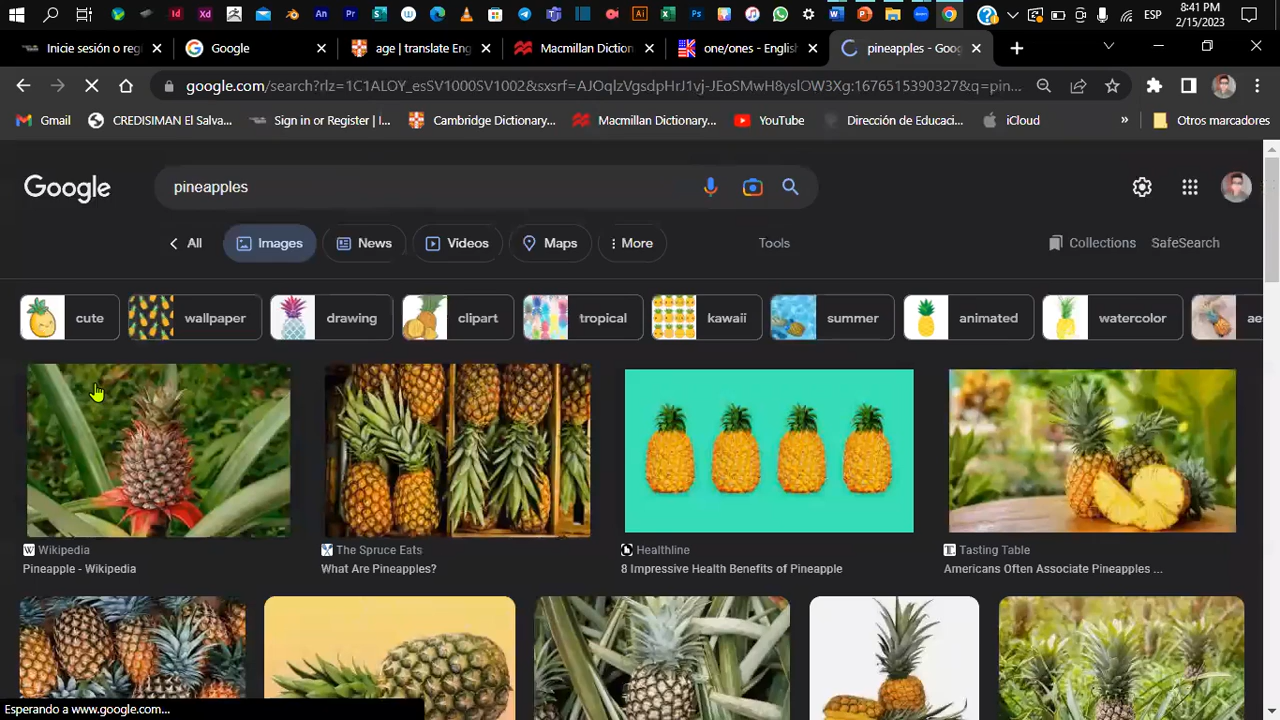 8:41 PM
ESP
2/15/2023
Inicie sesión o reg
Google
age | translate Eng
Macmillan Diction
one/ones - English
pineapples - Goog
google.com/search?rlz=1C1ALOY_esSV1000SV1002&sxsrf=AJOqlzVgsdpHrJ1vj-JEoSMwH8yslOW3Xg:1676515390327&q=pin...
Gmail
CREDISIMAN El Salva...
Sign in or Register | I...
Cambridge Dictionary...
Macmillan Dictionary...
YouTube
Dirección de Educaci...
iCloud
»
Otros marcadores
Google
pineapples
All
Images
News
Videos
Maps
More
Tools
Collections
SafeSearch
cute
wallpaper
drawing
clipart
tropical
kawaii
summer
animated
watercolor
ae
Wikipedia
The Spruce Eats
Healthline
Tasting Table
Pineapple - Wikipedia
What Are Pineapples?
8 Impressive Health Benefits of Pineapple
Americans Often Associate Pineapples ...
Esperando a www.google.com...